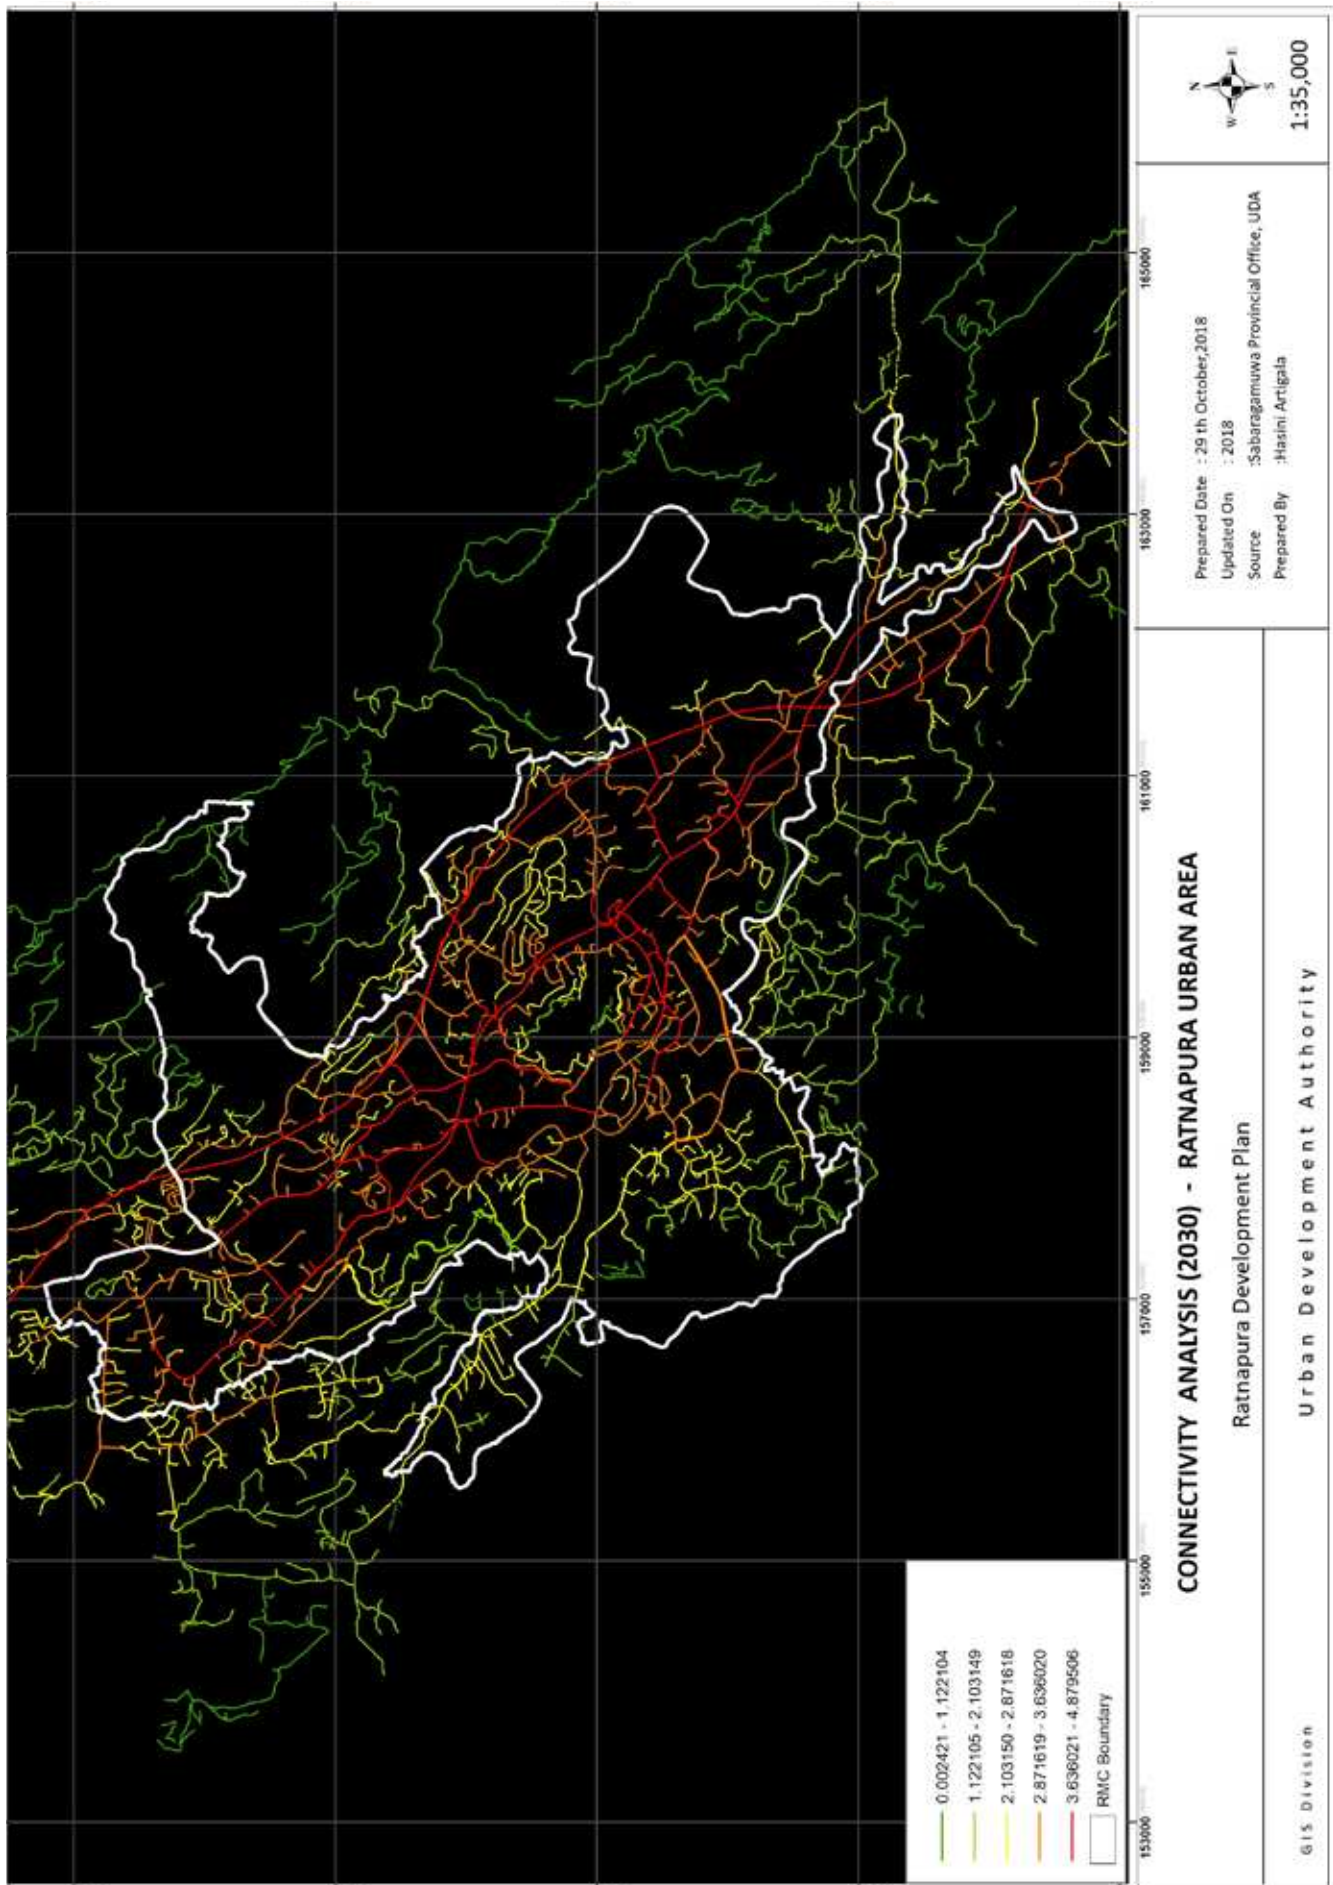 0.002421 - 1.122104
1.122105 - 2.103149
2.103150 - 2.871618
2.871619 - 3.636020
3.636021 - 4.879506
RMC Boundary
153000
155000
157000
159000
161000
163000
165000
CONNECTIVITY ANALYSIS (2030) - RATNAPURA URBAN AREA
Ratnapura Development Plan
GIS Division
Urban Development Authority
Prepared Date : 29 th October,2018
Updated On : 2018
Source :Sabaragamuwa Provincial Office, UDA
Prepared By :Hasini Artigala
N
W E
S
1:35,000